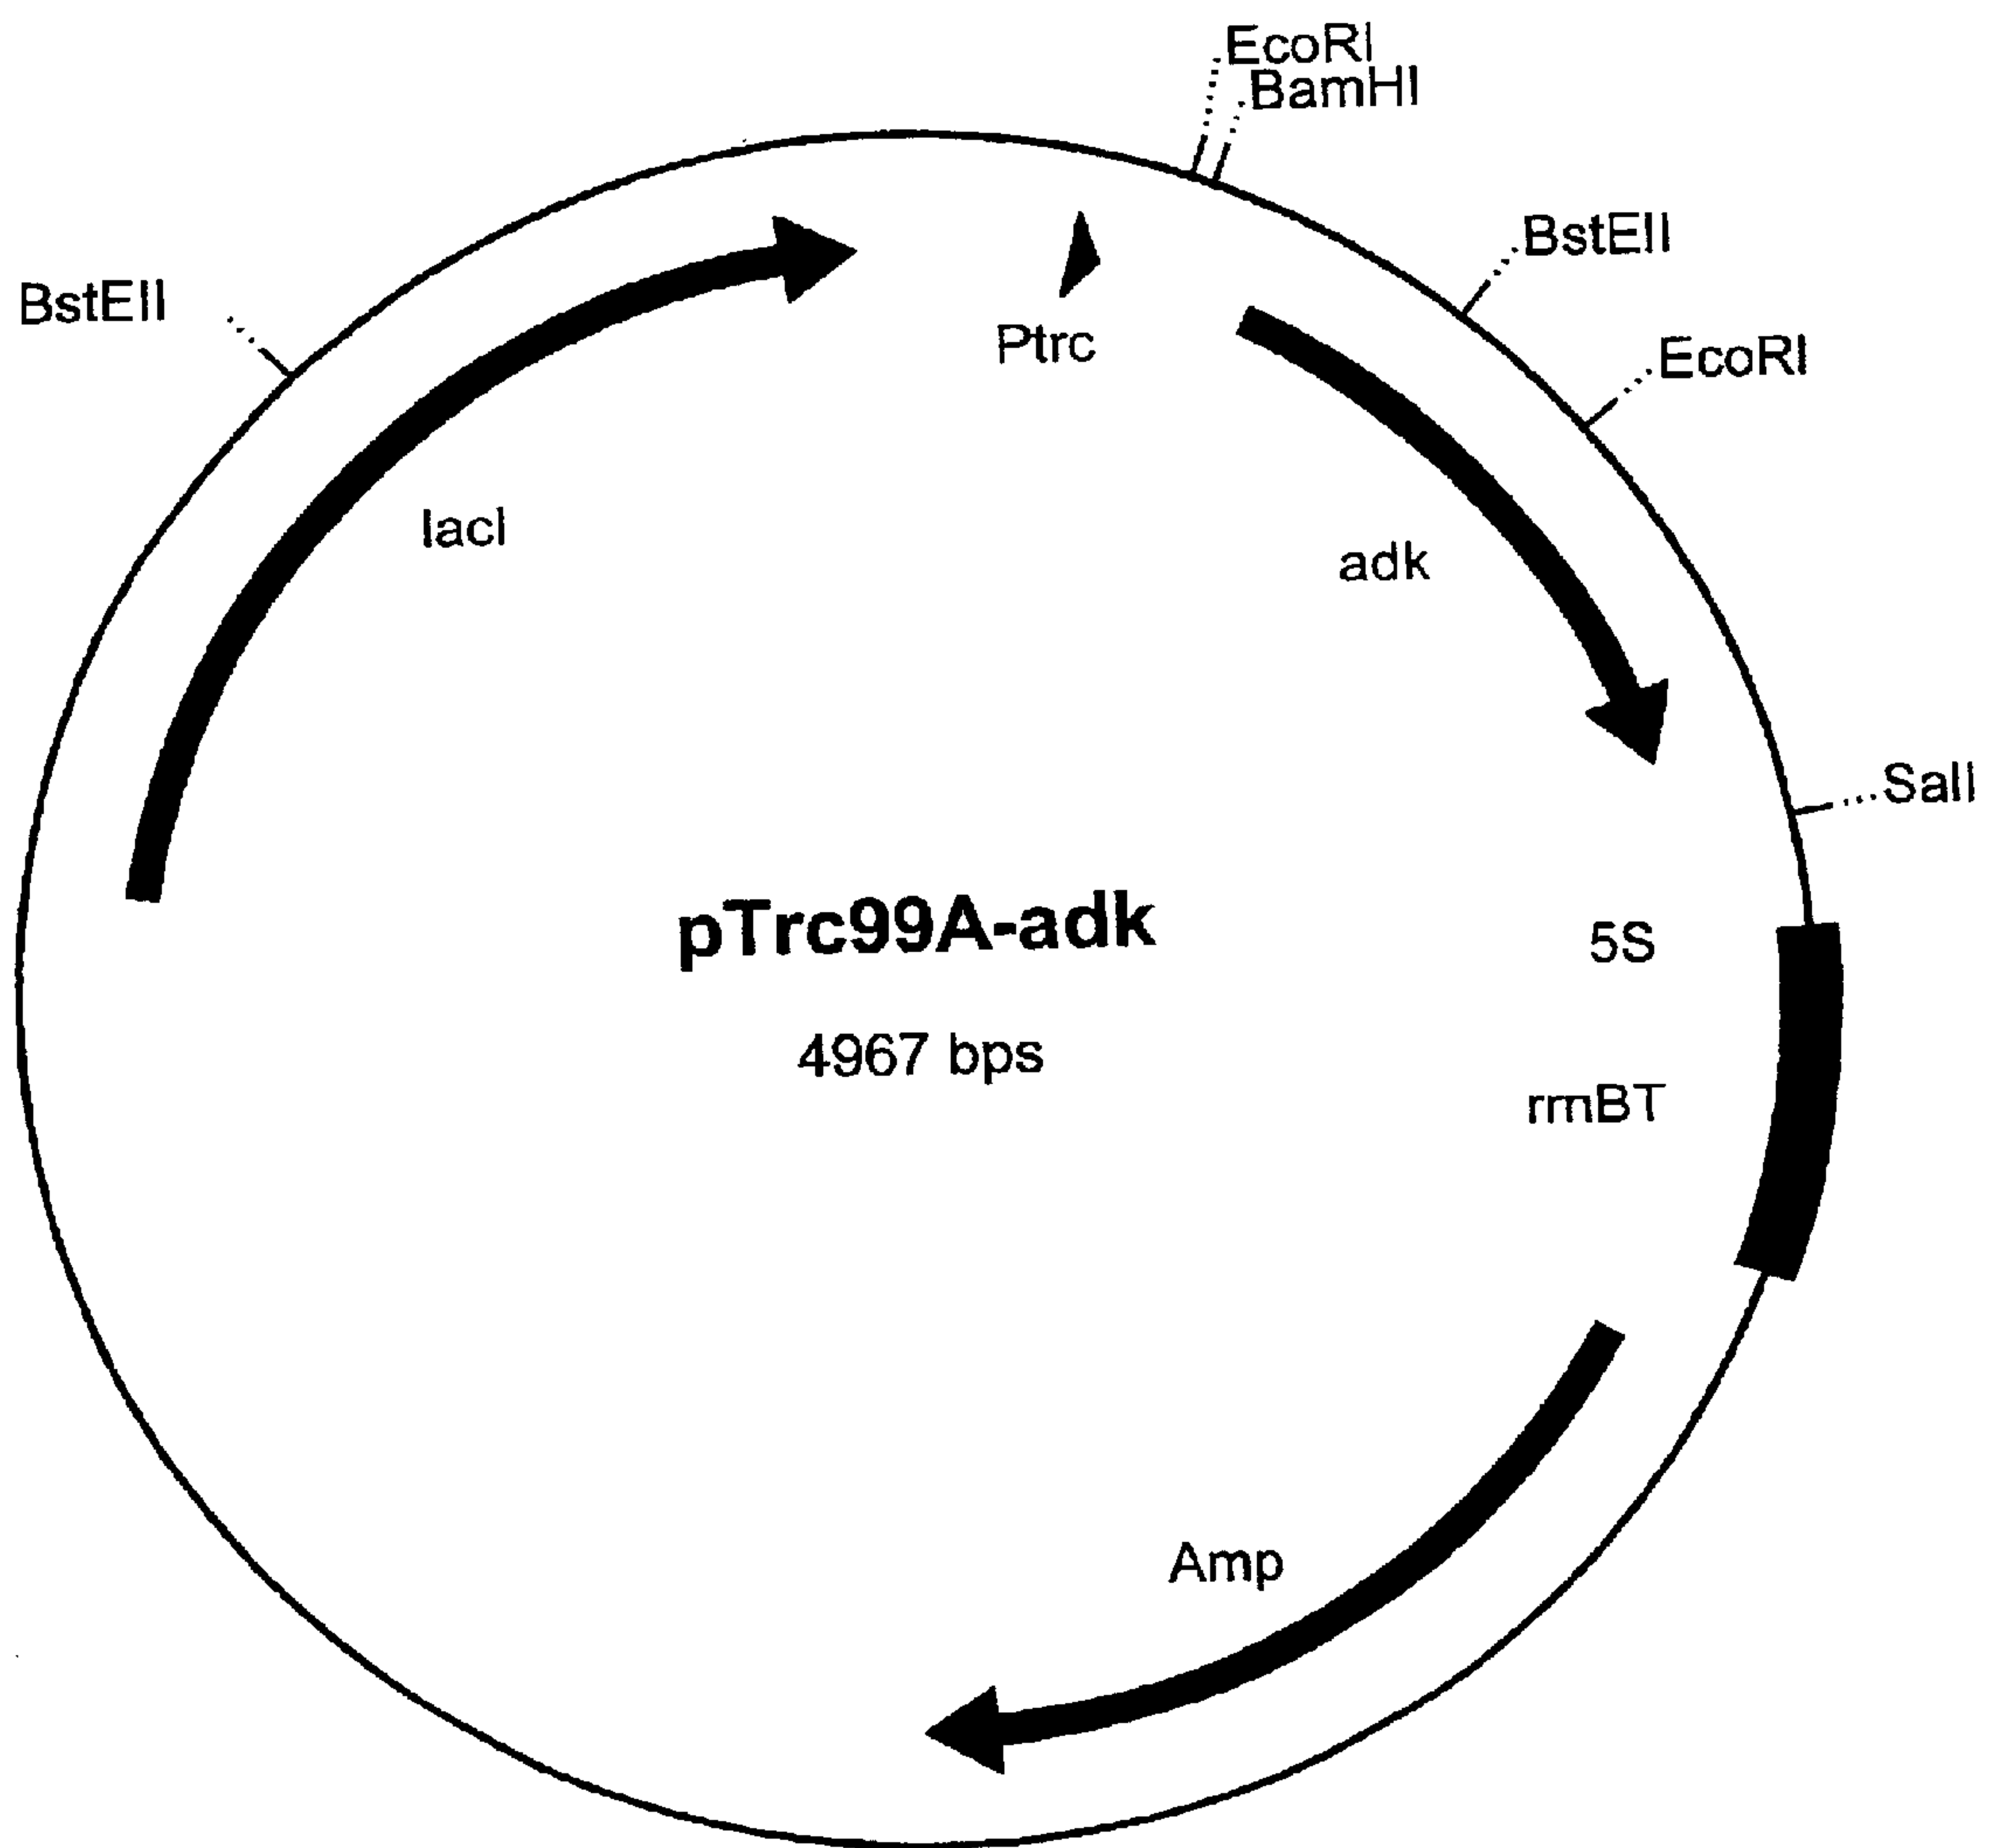 EcoRI
BamHI
BstEII
BstEII
EcoRI
Ptrc
lacI
adk
SalI
pTrc99A-adk
5S
4967 bps
rrnBT
Amp